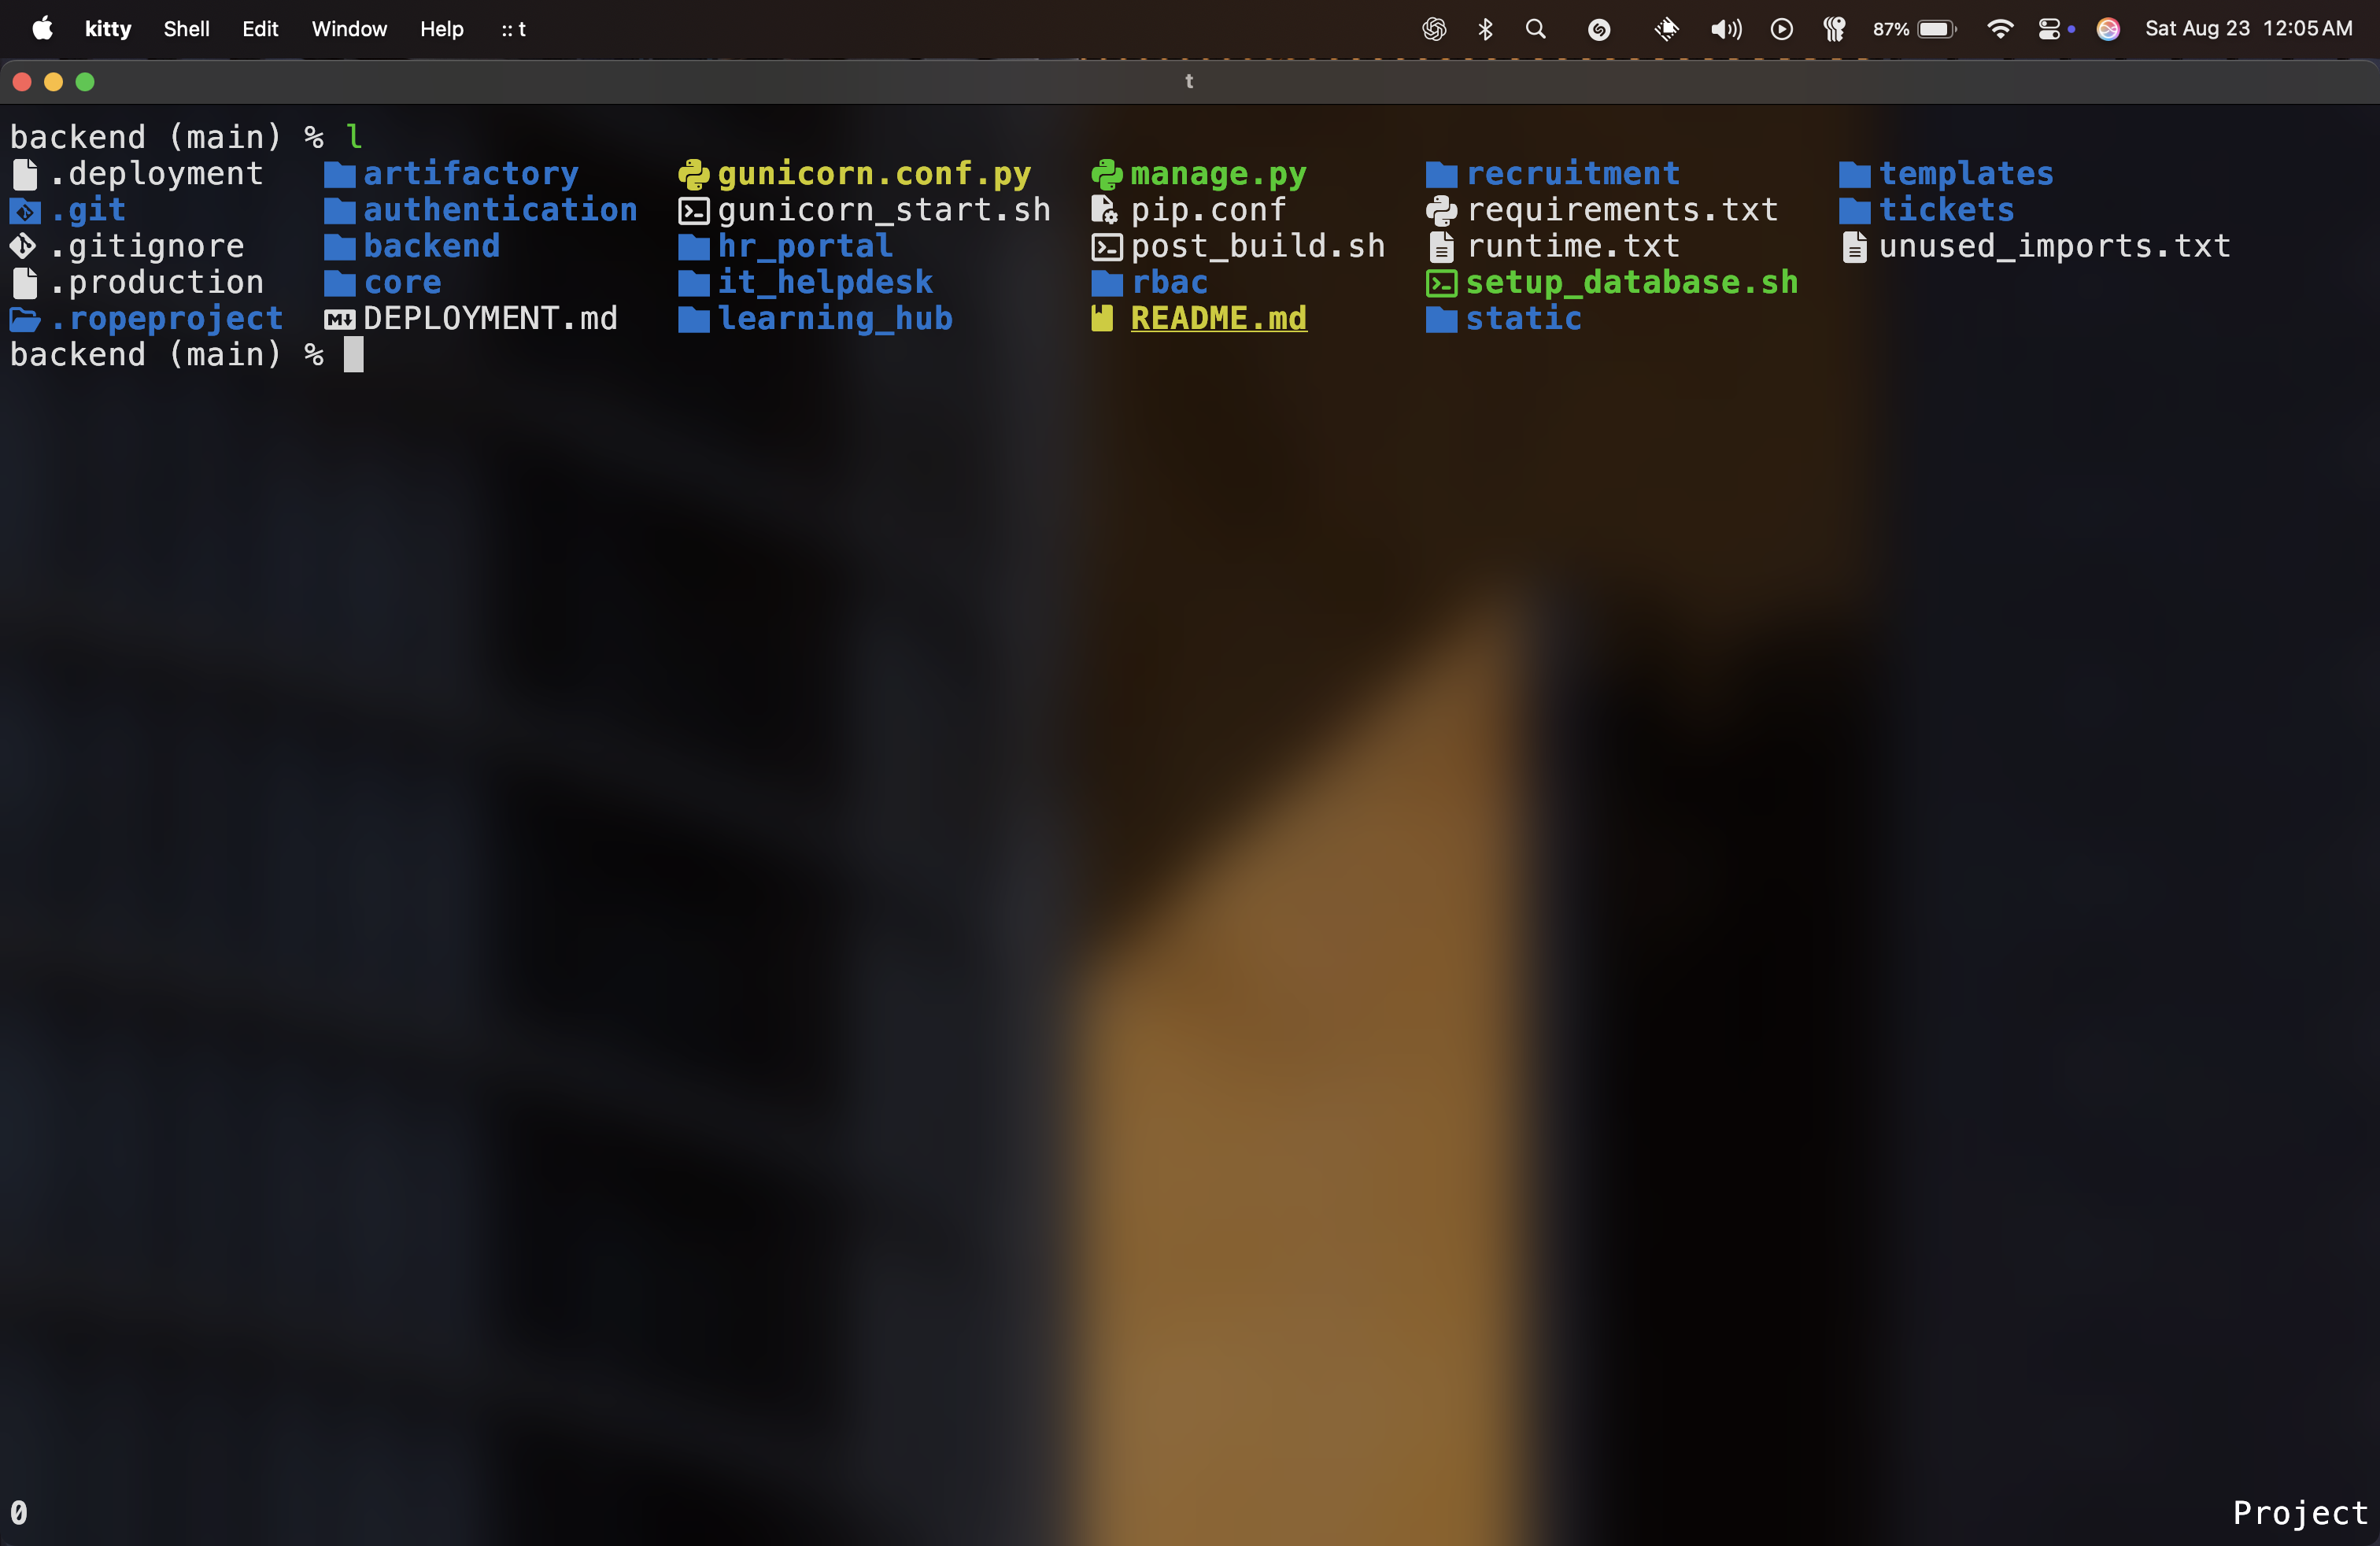 kitty Shell Edit Window Help :: t 87% Sat Aug 23 12:05 AM
t
backend (main) % l
.deployment artifactory gunicorn.conf.py manage.py recruitment templates
.git authentication gunicorn_start.sh pip.conf requirements.txt tickets
.gitignore backend hr_portal post_build.sh runtime.txt unused_imports.txt
.production core it_helpdesk rbac setup_database.sh
.ropeproject DEPLOYMENT.md learning_hub README.md static
backend (main) %
0 Project